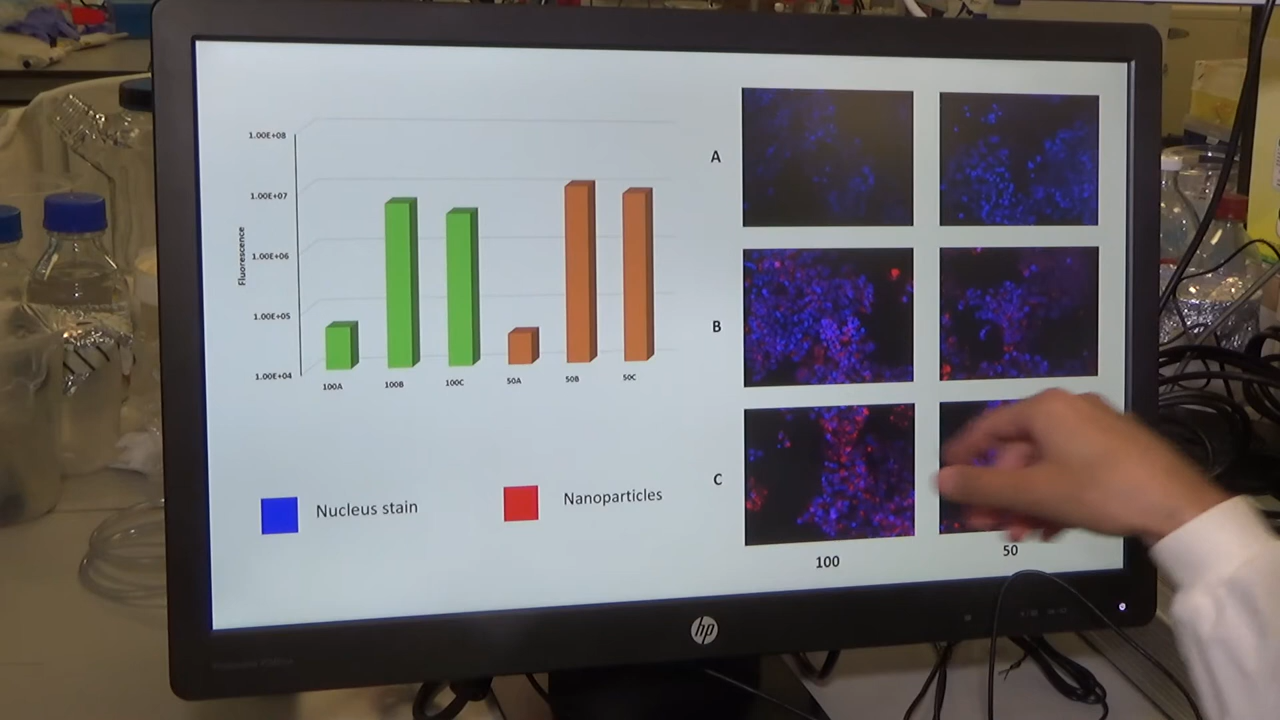 1.00E+08
1.00E+07
1.00E+06
1.00E+05
1.00E+04
Fluorescence
100A 100B 100C 50A 50B 50C
Nucleus stain
Nanoparticles
A
B
C
100 50
hp